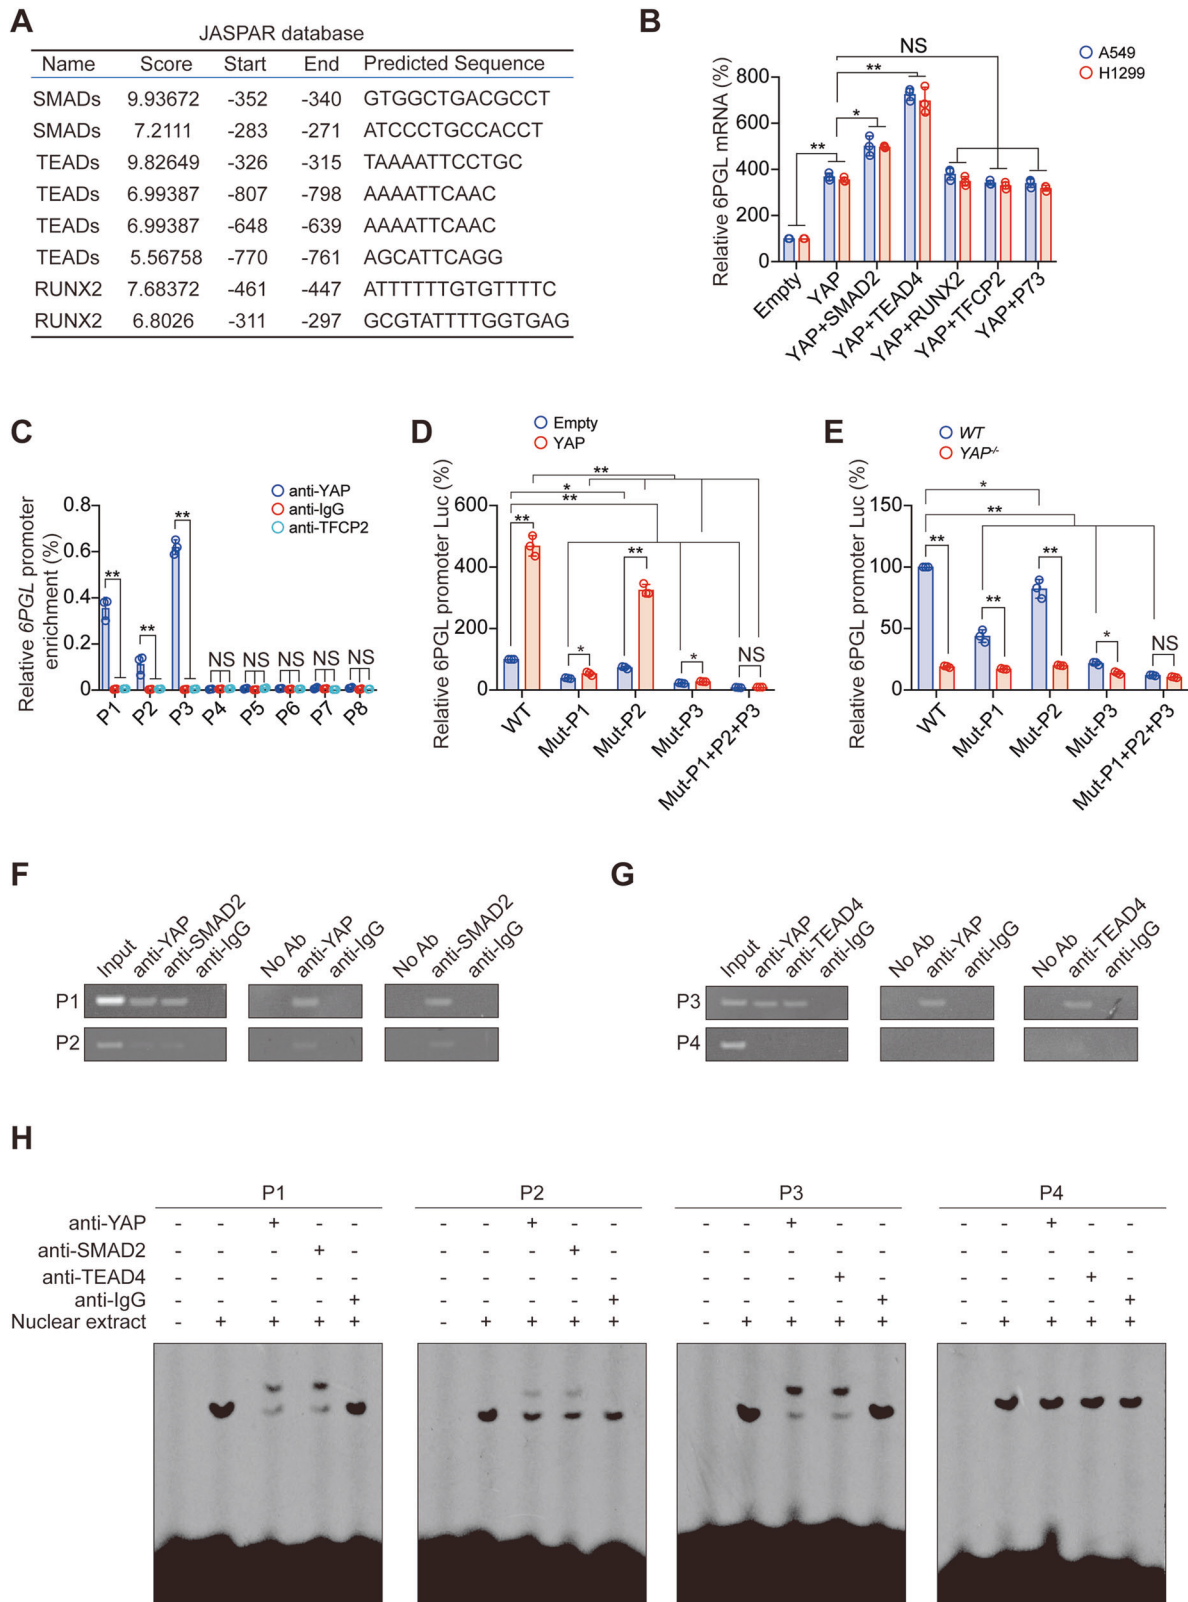 A
JASPAR database
Name Score Start End Predicted Sequence
SMADs 9.93672 -352 -340 GTGGCTGACGCCT
SMADs 7.2111 -283 -271 ATCCCTGCCACCT
TEADs 9.82649 -326 -315 TAAAATTCCTGC
TEADs 6.99387 -807 -798 AAAATTCAAC
TEADs 6.99387 -648 -639 AAAATTCAAC
TEADs 5.56758 -770 -761 AGCATTCAGG
RUNX2 7.68372 -461 -447 ATTTTTTGTGTTTTC
RUNX2 6.8026 -311 -297 GCGTATTTTGGTGAG
B
A549
H1299
Relative 6PGL mRNA (%)
800
600
400
200
0
**
*
**
NS
Empty
YAP
YAP+SMAD2
YAP+TEAD4
YAP+RUNX2
YAP+TFCP2
YAP+P73
C
anti-YAP
anti-IgG
anti-TFCP2
Relative 6PGL promoter
enrichment (%)
0.8
0.6
0.4
0.2
0
**
**
**
NS NS NS NS NS
P1 P2 P3 P4 P5 P6 P7 P8
D
Empty
YAP
Relative 6PGL promoter Luc (%)
600
400
200
0
**
*
**
**
**
*
*
NS
WT
Mut-P1
Mut-P2
Mut-P3
Mut-P1+P2+P3
E
WT
YAP-/-
Relative 6PGL promoter Luc (%)
150
100
50
0
*
**
**
**
**
*
NS
WT
Mut-P1
Mut-P2
Mut-P3
Mut-P1+P2+P3
F
Input anti-YAP anti-SMAD2 anti-IgG No Ab anti-YAP anti-IgG No Ab anti-SMAD2 anti-IgG
P1
P2
G
Input anti-YAP anti-TEAD4 anti-IgG No Ab anti-YAP anti-IgG No Ab anti-TEAD4 anti-IgG
P3
P4
H
P1 P2 P3 P4
anti-YAP - - + - - - - + - - - - + - - - - + - -
anti-SMAD2 - - - + - - - - + - - - - - - - - - - -
anti-TEAD4 - - - - - - - - - - - - - + - - - - + -
anti-IgG - - - - + - - - - + - - - - + - - - - +
Nuclear extract - + + + + - + + + + - + + + + - + + + +